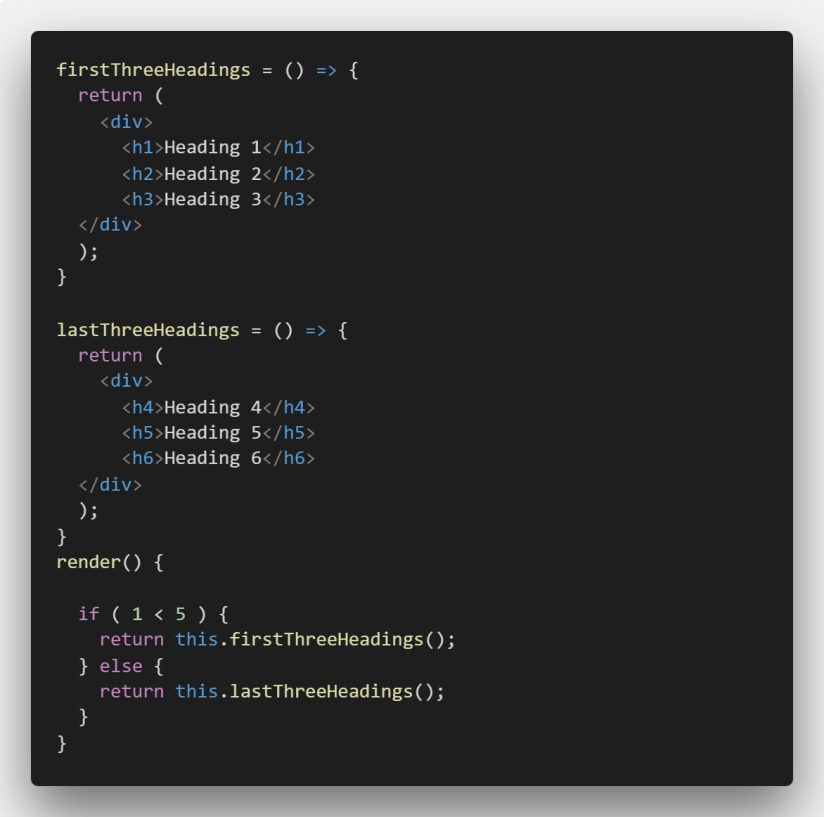 firstThreeHeadings = () => {
  return (
    <div>
      <h1>Heading 1</h1>
      <h2>Heading 2</h2>
      <h3>Heading 3</h3>
  </div>
  );
}

lastThreeHeadings = () => {
  return (
    <div>
      <h4>Heading 4</h4>
      <h5>Heading 5</h5>
      <h6>Heading 6</h6>
  </div>
  );
}
render() {

  if ( 1 < 5 ) {
    return this.firstThreeHeadings();
  } else {
    return this.lastThreeHeadings();
  }
}